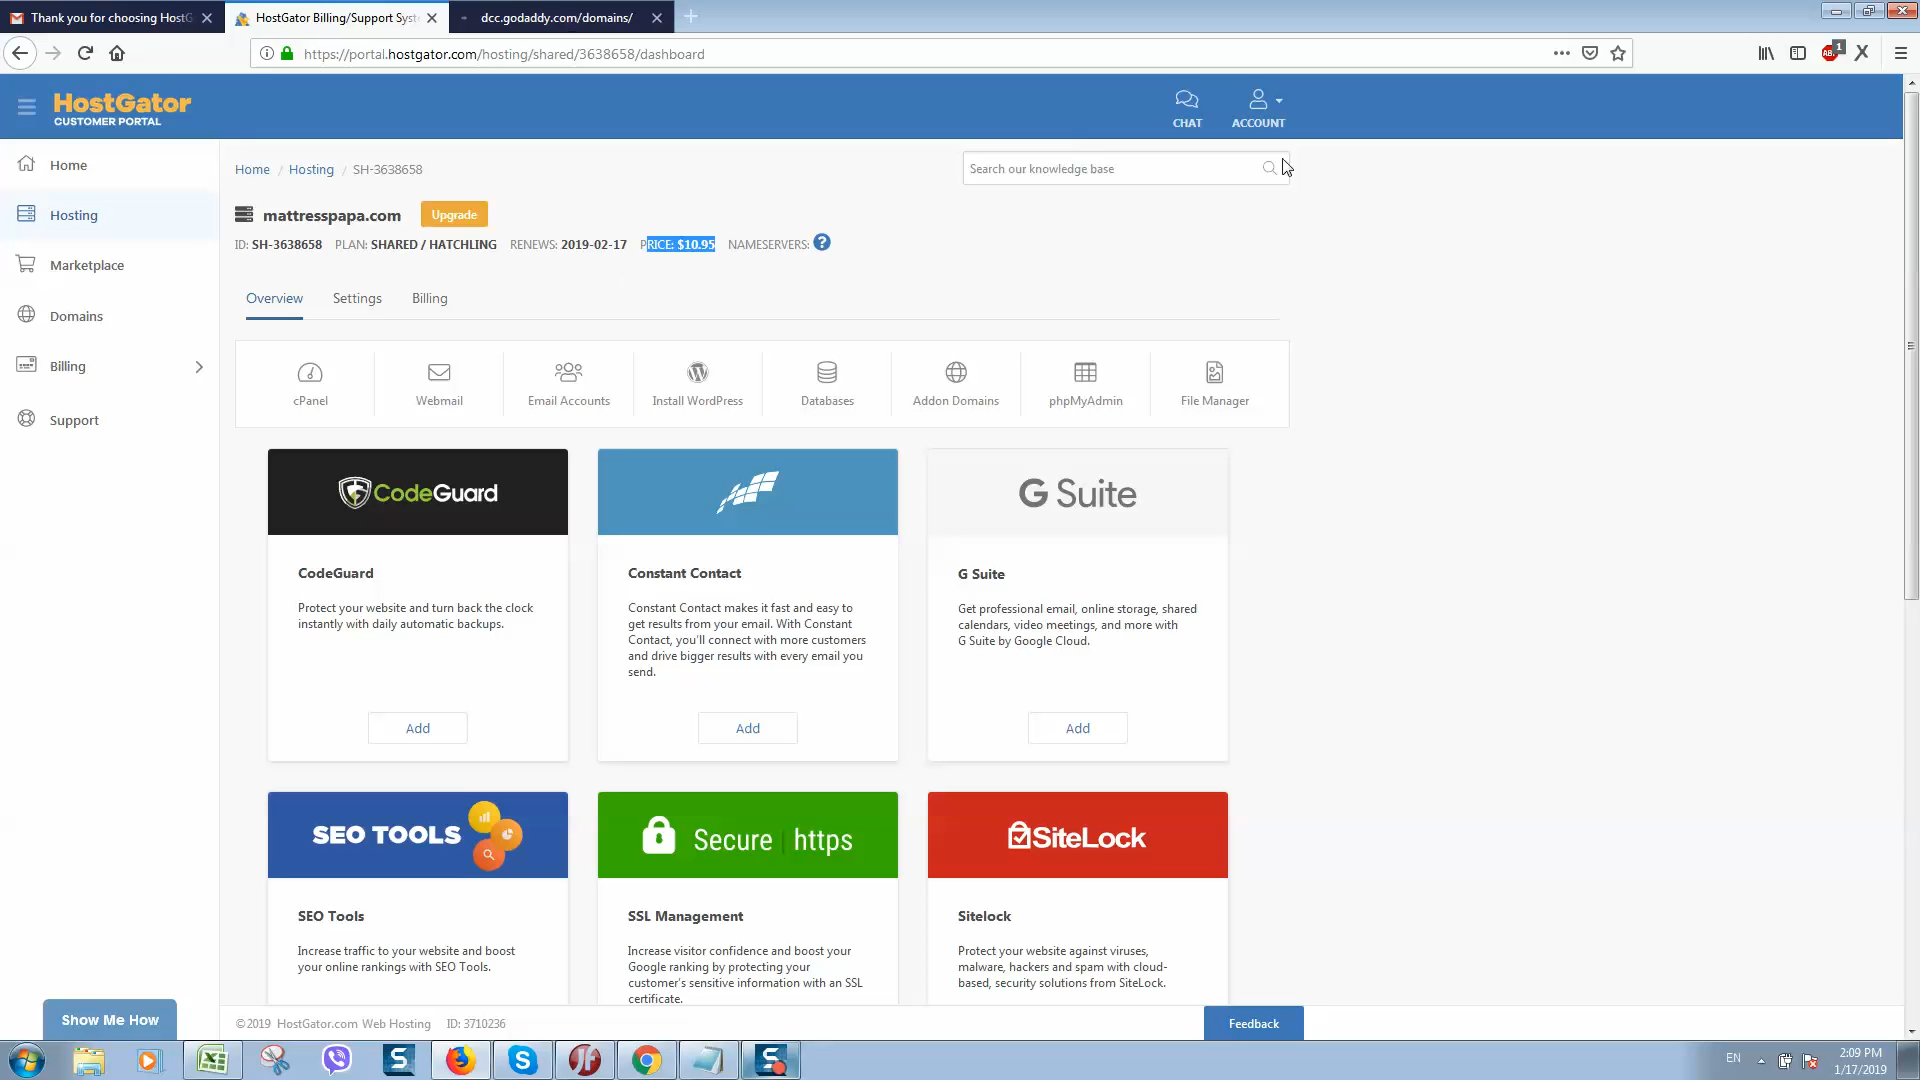 Thank you for choosing HostG
HostGator Billing/Support Syst
dcc.godaddy.com/domains/
https://portal.hostgator.com/hosting/shared/3638658/dashboard
1
HostGator
CUSTOMER PORTAL
CHAT
ACCOUNT
Home
Hosting
Marketplace
Domains
Billing
Support
Home / Hosting / SH-3638658
Search our knowledge base
mattresspapa.com
Upgrade
ID: SH-3638658 PLAN: SHARED / HATCHLING RENEWS: 2019-02-17 PRICE: $10.95 NAMESERVERS: ?
Overview Settings Billing
cPanel
Webmail
Email Accounts
Install WordPress
Databases
Addon Domains
phpMyAdmin
File Manager
CodeGuard
CodeGuard
Protect your website and turn back the clock
instantly with daily automatic backups.
Add
Constant Contact
Constant Contact makes it fast and easy to
get results from your email. With Constant
Contact, you'll connect with more customers
and drive bigger results with every email you
send.
Add
G Suite
G Suite
Get professional email, online storage, shared
calendars, video meetings, and more with
G Suite by Google Cloud.
Add
SEO TOOLS
SEO Tools
Increase traffic to your website and boost
your online rankings with SEO Tools.
Secure https
SSL Management
Increase visitor confidence and boost your
Google ranking by protecting your
customer's sensitive information with an SSL
certificate.
SiteLock
Sitelock
Protect your website against viruses,
malware, hackers and spam with cloud-
based, security solutions from SiteLock.
Show Me How
©2019 HostGator.com Web Hosting ID: 3710236
Feedback
EN
2:09 PM
1/17/2019